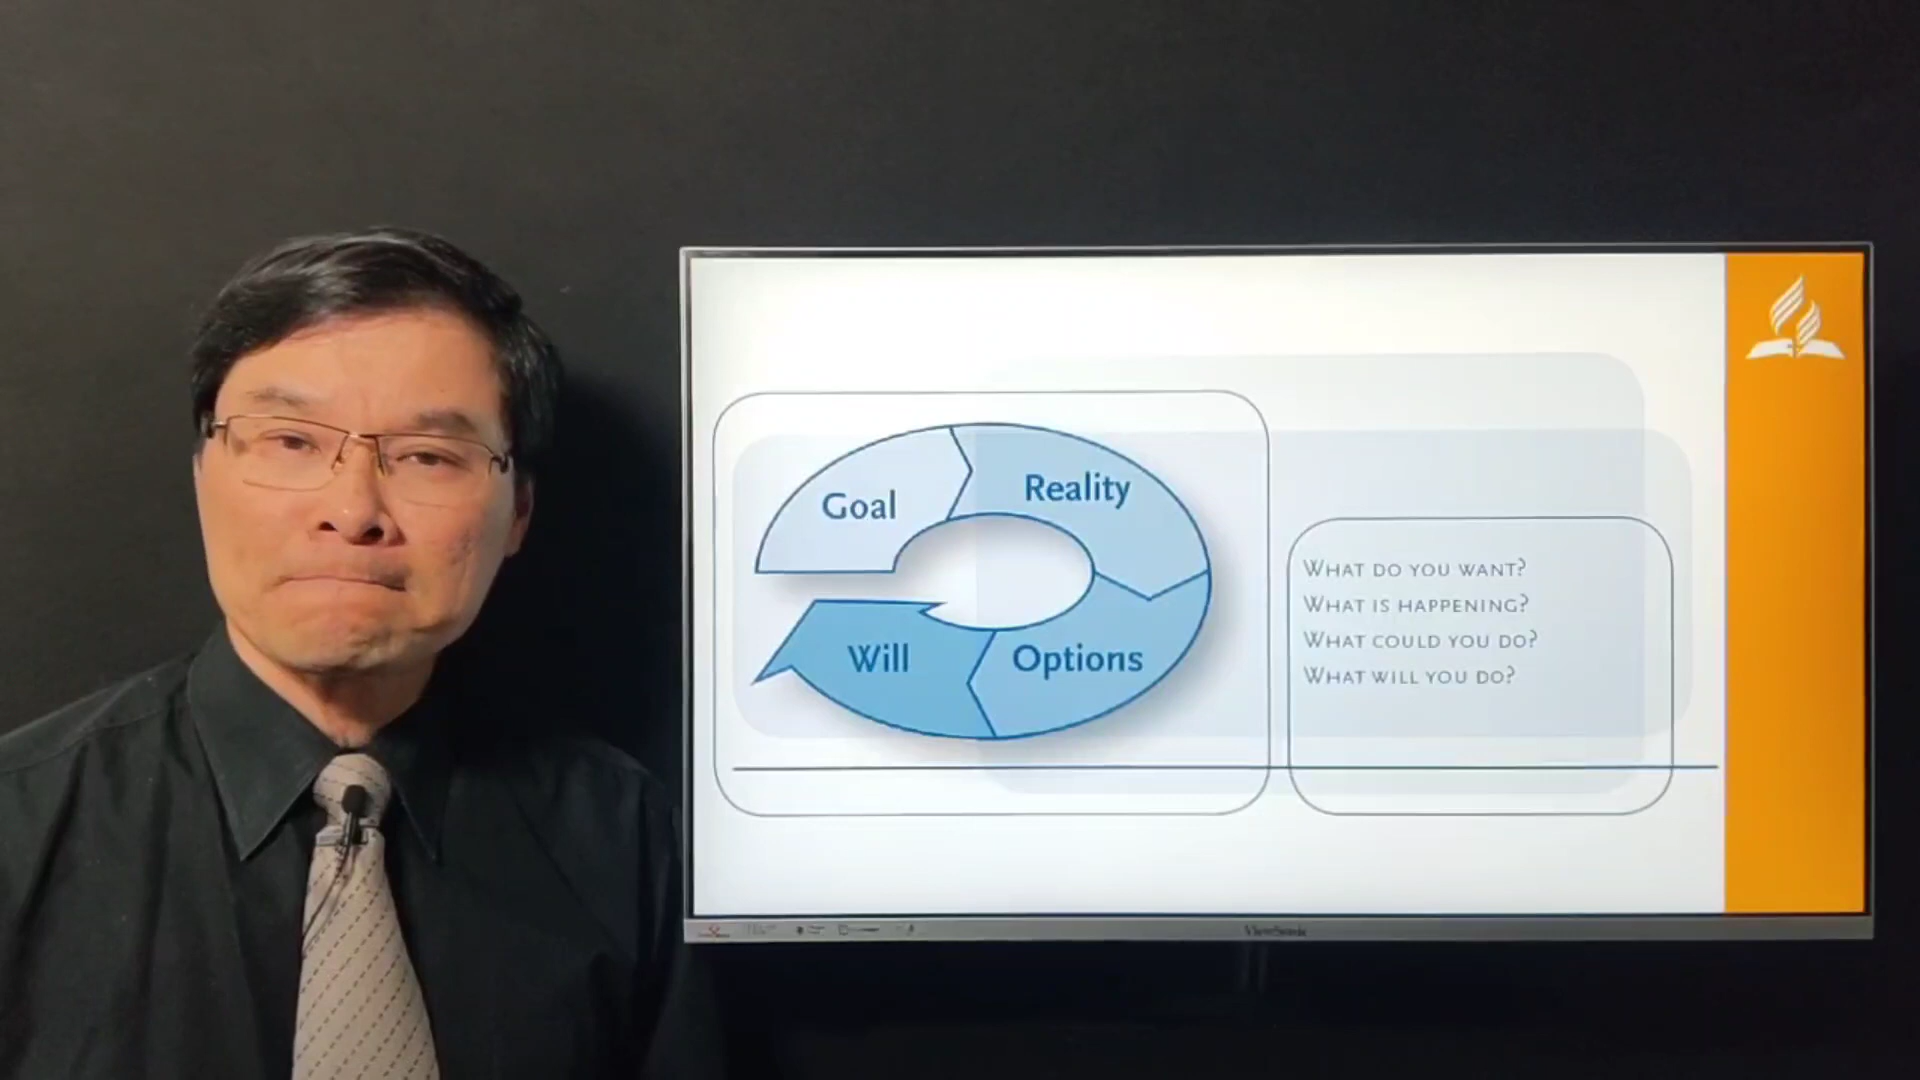 Goal
Reality
Options
Will
WHAT DO YOU WANT?
WHAT IS HAPPENING?
WHAT COULD YOU DO?
WHAT WILL YOU DO?
ViewSonic